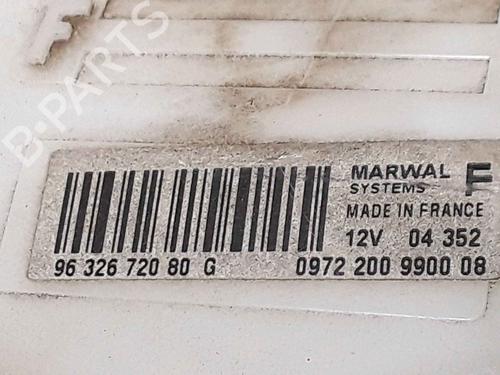 F
B-PARTS
MARWAL F
SYSTEMS
MADE IN FRANCE
12V 04 352
96 326 720 80 G 0972 200 9900 08